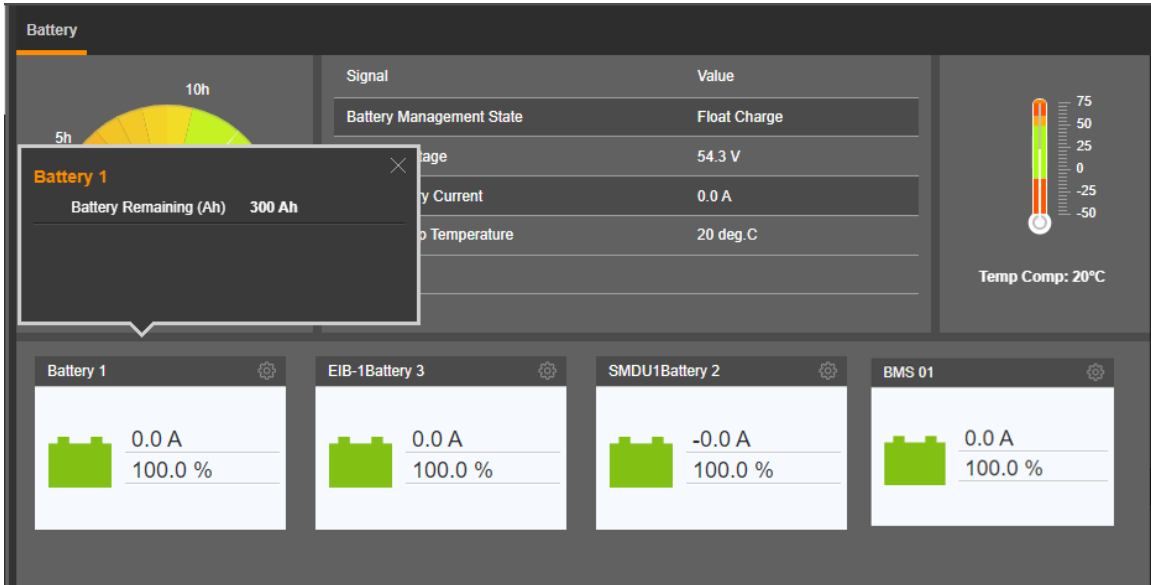 Battery
10h
5h
Signal Value
Battery Management State Float Charge
tage 54.3 V
y Current 0.0 A
Temperature 20 deg.C
Battery 1
Battery Remaining (Ah) 300 Ah
75
50
25
0
-25
-50
Temp Comp: 20°C
Battery 1
0.0 A
100.0 %
EIB-1Battery 3
0.0 A
100.0 %
SMDU1Battery 2
-0.0 A
100.0 %
BMS 01
0.0 A
100.0 %